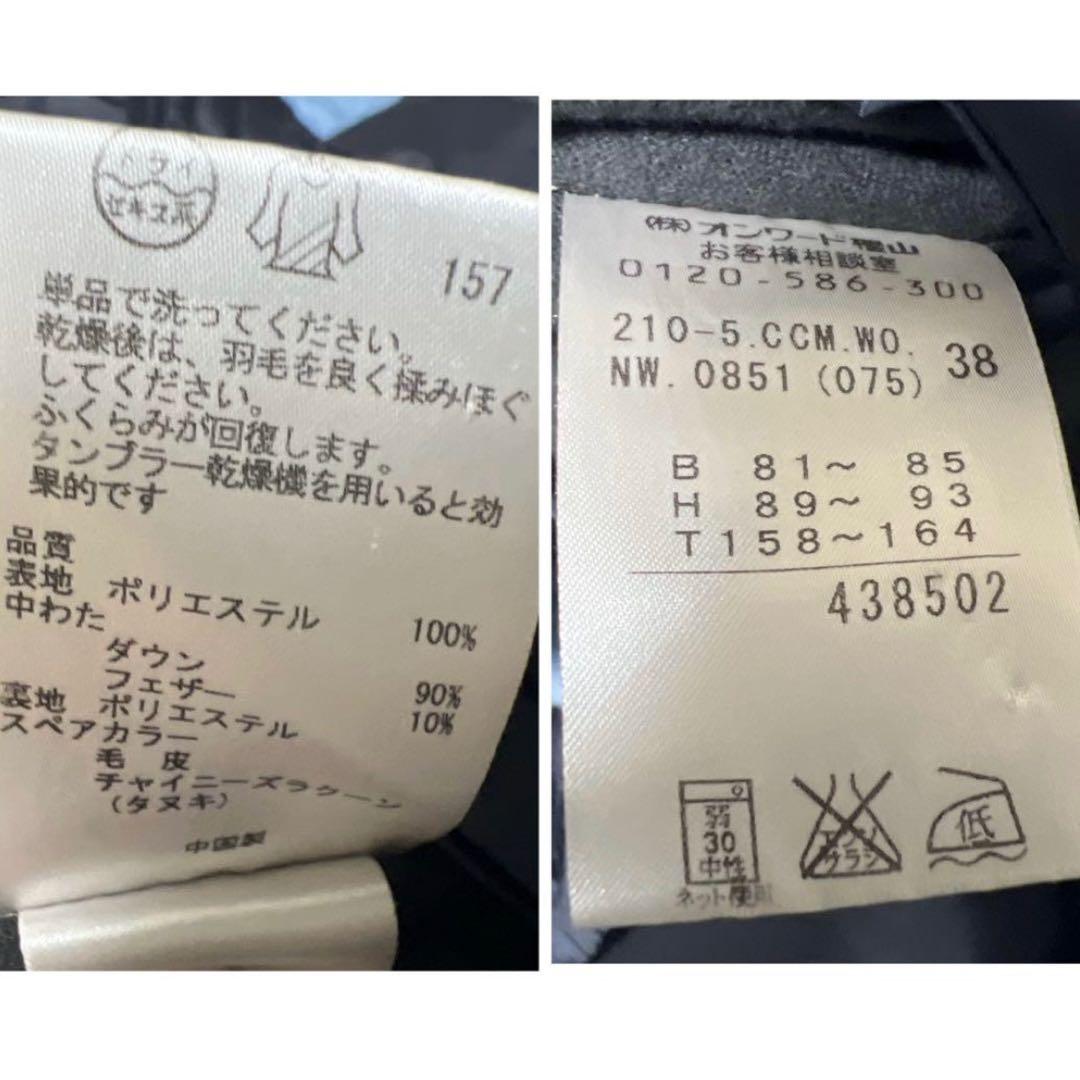 ドライ
セキユ系
157
単品で洗ってください。
乾燥後は、羽毛を良く揉みほぐ
してください。
ふくらみが回復します。
タンブラー乾燥機を用いると効
果的です
品質
表地 ポリエステル 100%
中わた
ダウン 90%
フェザー 10%
裏地 ポリエステル
スペアカラー
毛 皮
チャイニーズラクーン
(タヌキ)
中国製
(株)オンワード樫山
お客様相談室
0120-586-300
210-5.CCM.WO.
NW.0851(075) 38
B 81~ 85
H 89~ 93
T158~164
438502
弱
30
中性
ネット使用
エンソ
サラシ
低